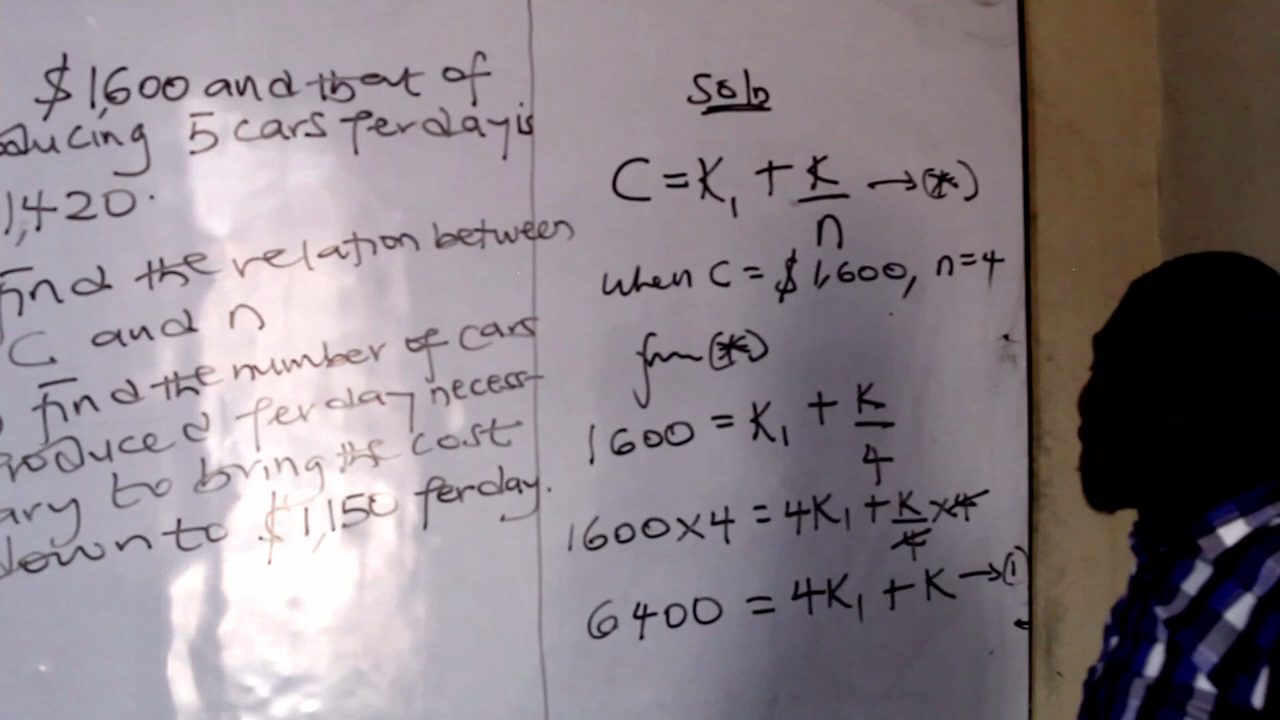 $1,600 and that of
oducing 5 cars per day is
1,420.
Find the relation between
C and n
Find the number of cars
roduced per day necess-
ary to bring the cost
down to $1,150 per day.
Soln
C = K₁ + K/n → (*)
when C = $1,600, n=4
from (*)
1600 = K₁ + K/4
1600×4 = 4K₁ + K/4 ×4
6400 = 4K₁ + K → (1)